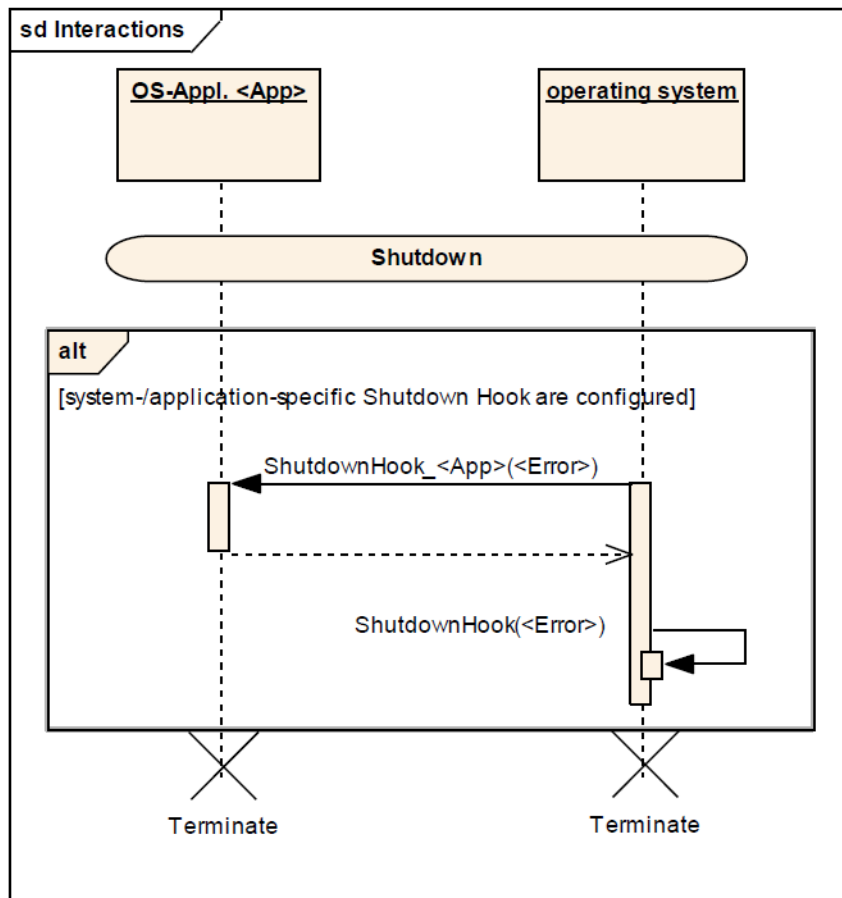 sd Interactions
OS-Appl. <App>
operating system
Shutdown
alt
[system-/application-specific Shutdown Hook are configured]
ShutdownHook_<App>(<Error>)
ShutdownHook(<Error>)
Terminate
Terminate